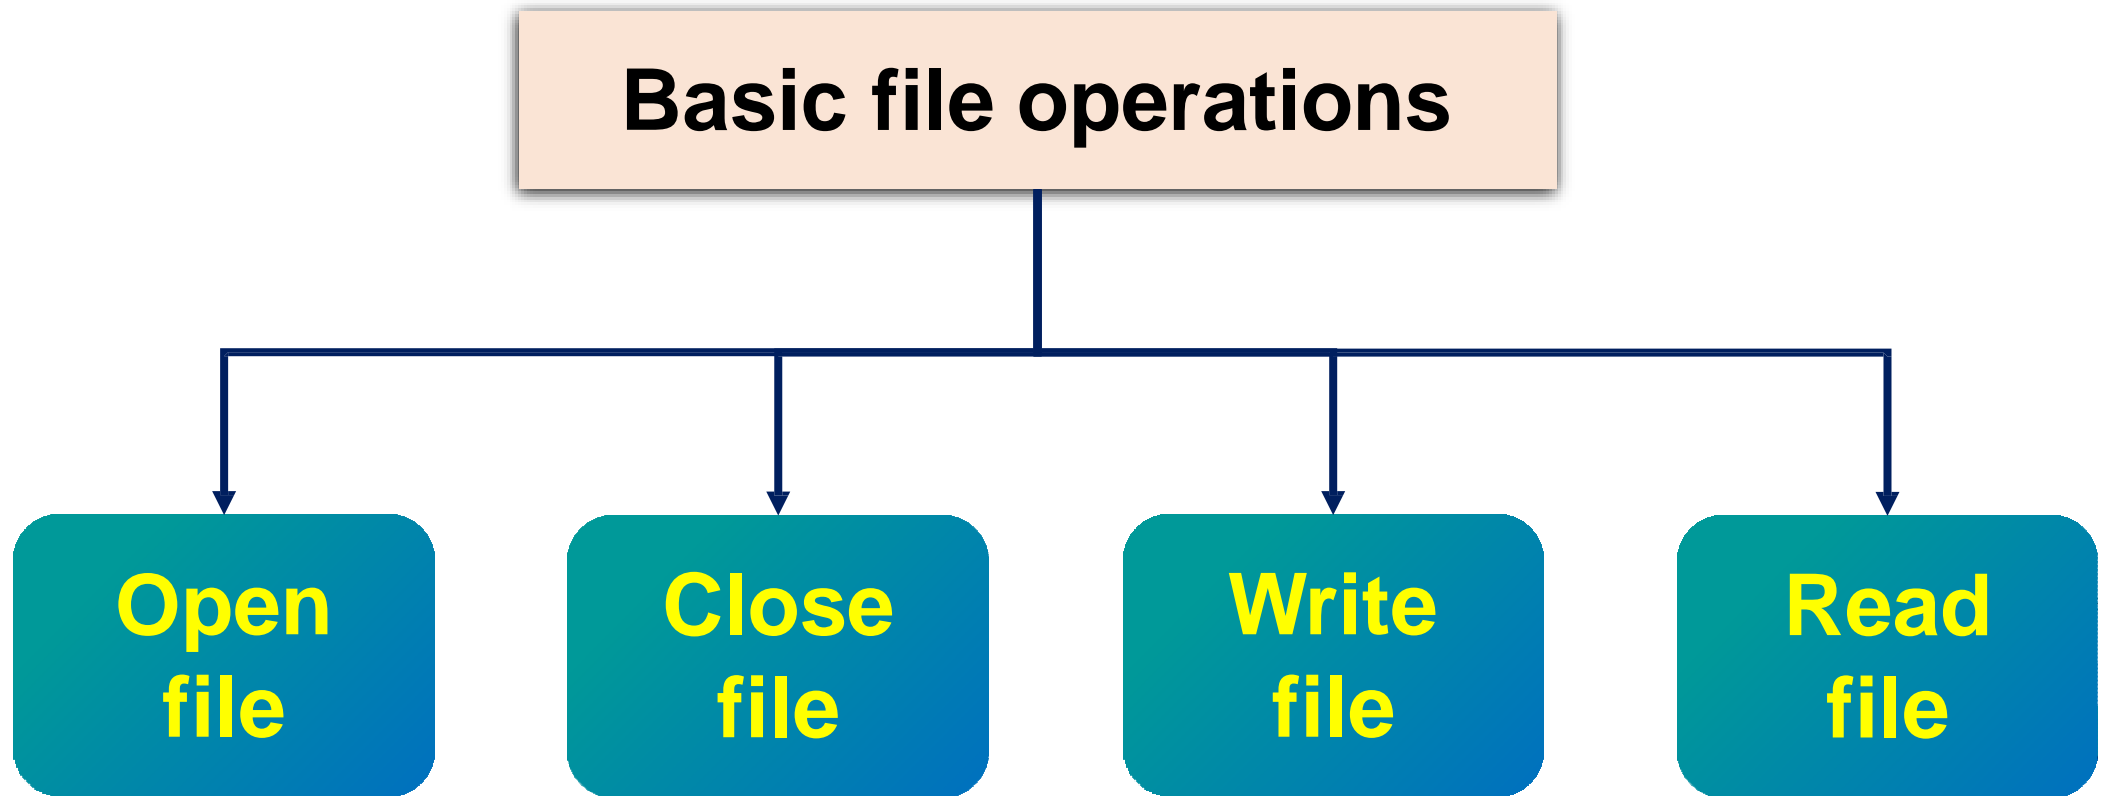 Basic file operations
Open
file
Close
file
Write
file
Read
file